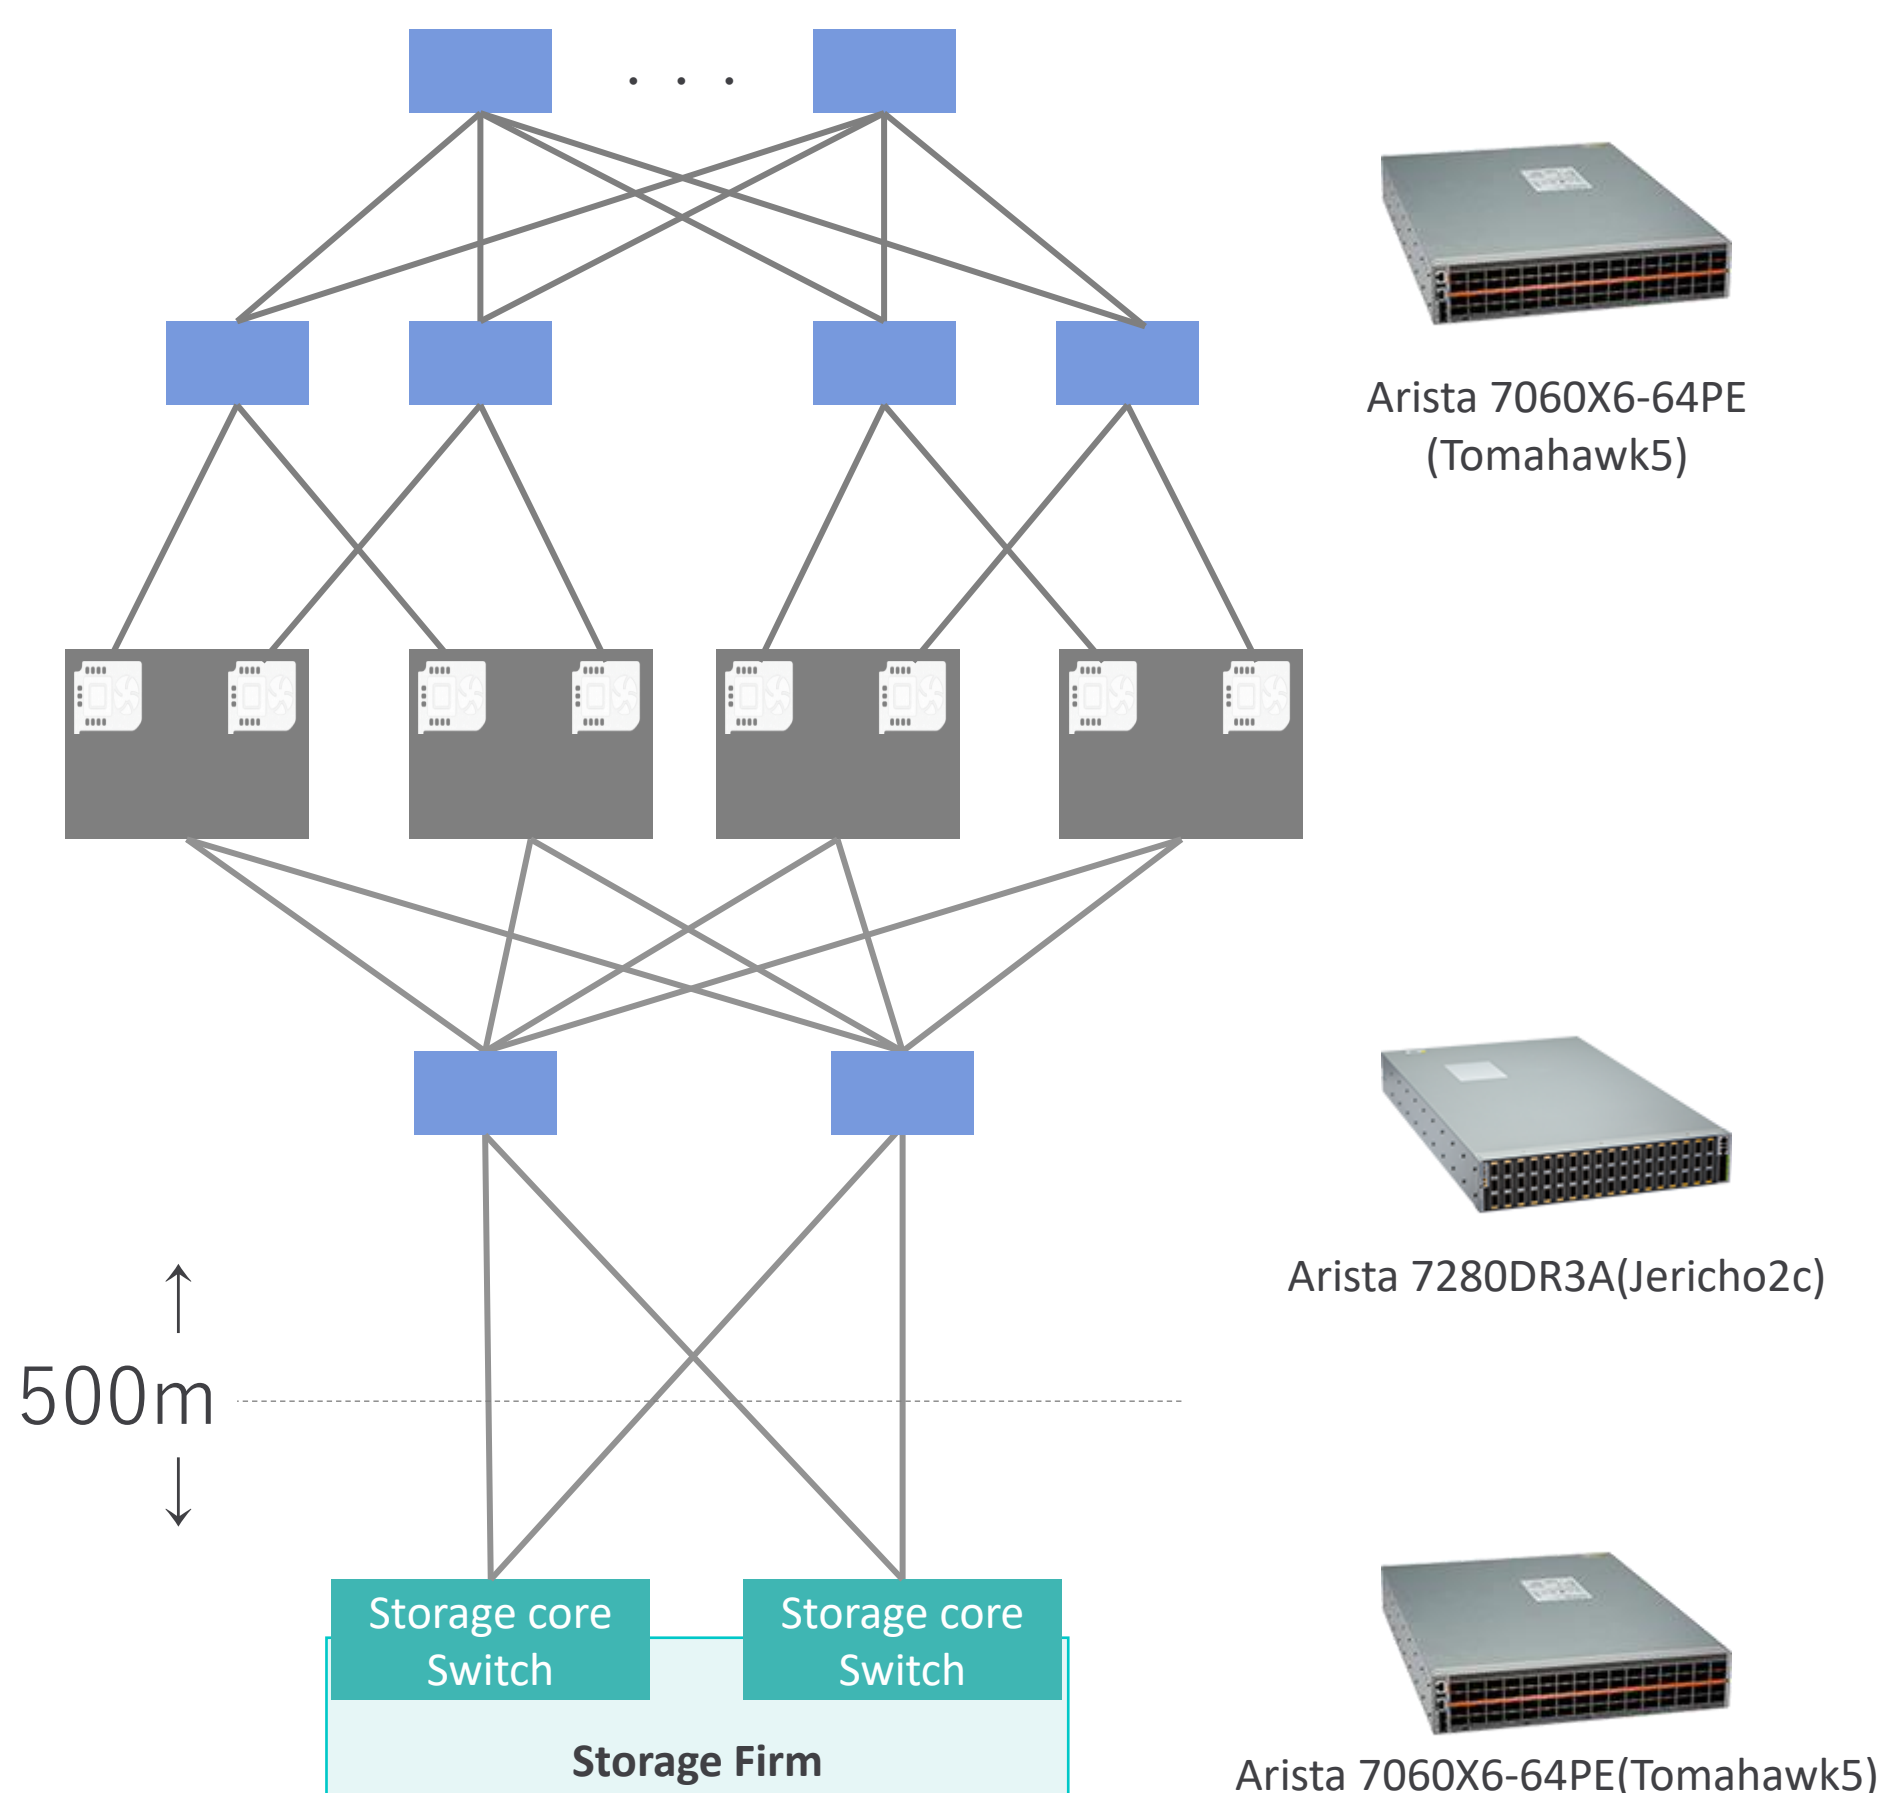 · · ·
Arista 7060X6-64PE
(Tomahawk5)
Arista 7280DR3A(Jericho2c)
500m
Storage core
Switch
Storage core
Switch
Storage Firm
Arista 7060X6-64PE(Tomahawk5)